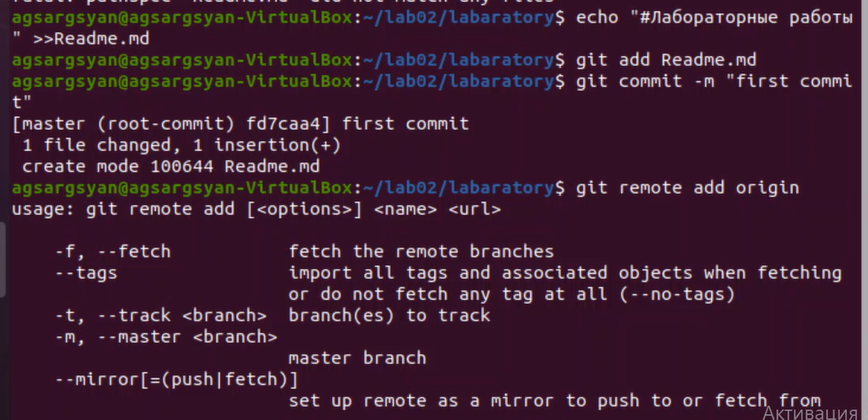 agsargsyan@agsargsyan-VirtualBox:~/lab02/labaratory$ echo "#Лабораторные работы
" >>Readme.md
agsargsyan@agsargsyan-VirtualBox:~/lab02/labaratory$ git add Readme.md
agsargsyan@agsargsyan-VirtualBox:~/lab02/labaratory$ git commit -m "first commi
t"
[master (root-commit) fd7caa4] first commit
 1 file changed, 1 insertion(+)
 create mode 100644 Readme.md
agsargsyan@agsargsyan-VirtualBox:~/lab02/labaratory$ git remote add origin
usage: git remote add [<options>] <name> <url>

    -f, --fetch           fetch the remote branches
    --tags                import all tags and associated objects when fetching
                          or do not fetch any tag at all (--no-tags)
    -t, --track <branch>  branch(es) to track
    -m, --master <branch>
                          master branch
    --mirror[=(push|fetch)]
                          set up remote as a mirror to push to or fetch from
Активация